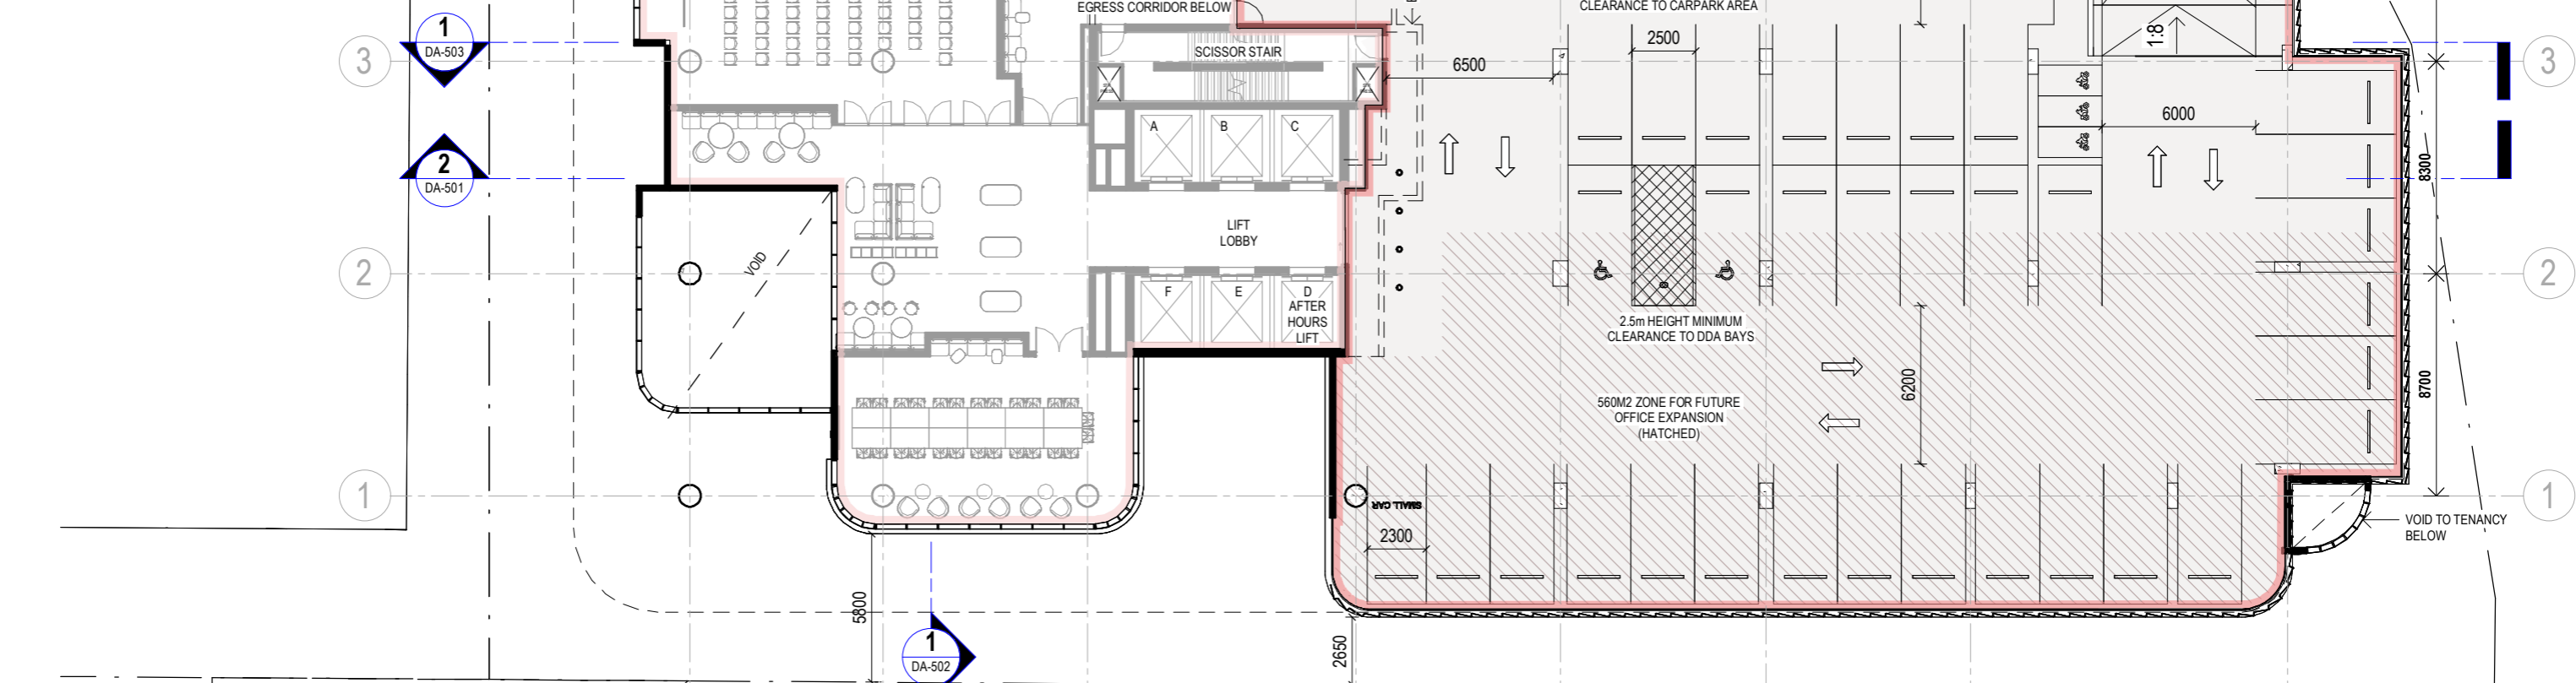 EGRESS CORRIDOR BELOW
CLEARANCE TO CARPARK AREA
1
DA-503
3
SCISSOR STAIR
6500
2500
1:8
3
2
DA-501
A
B
C
6000
8300
LIFT
LOBBY
VOID
2
2
F
E
D
AFTER
HOURS
LIFT
2.5m HEIGHT MINIMUM
CLEARANCE TO DDA BAYS
6200
8700
560M2 ZONE FOR FUTURE
OFFICE EXPANSION
(HATCHED)
1
SMALL CAR
1
2300
VOID TO TENANCY
BELOW
5800
2650
1
DA-502